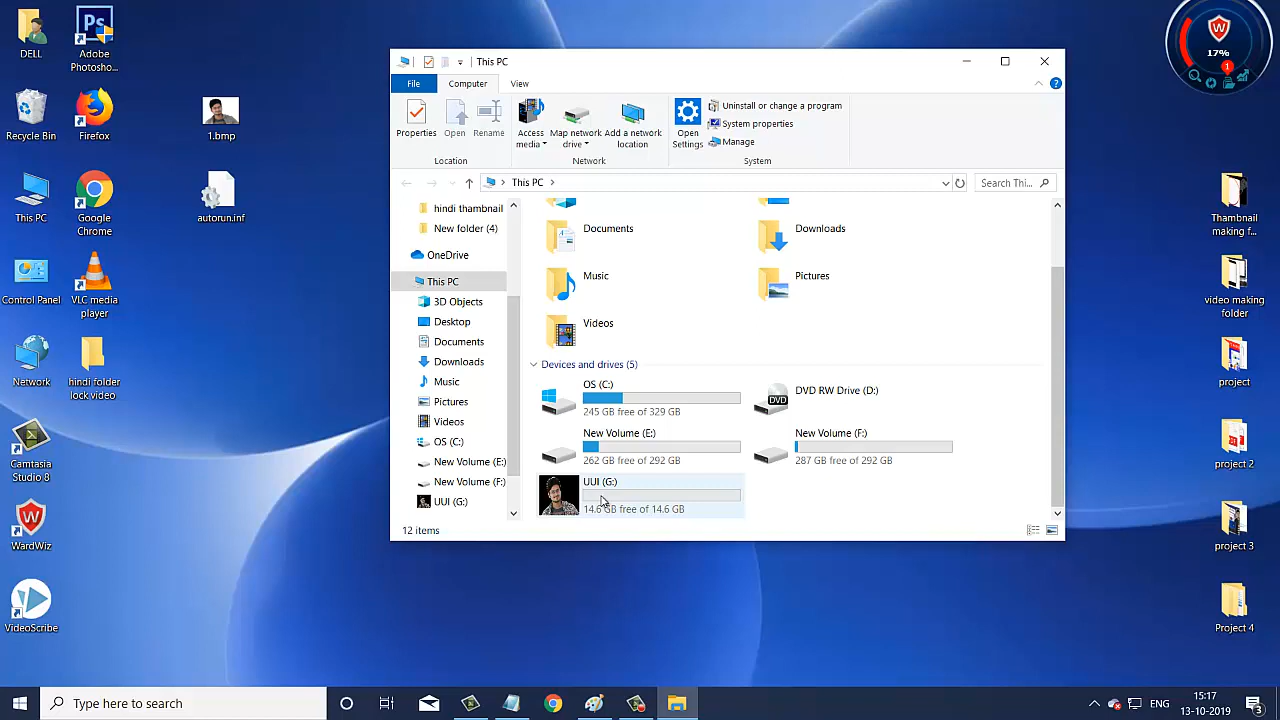 DELL
Adobe
Photosho...
Recycle Bin
Firefox
1.bmp
This PC
Google
Chrome
autorun.inf
Control Panel
VLC media
player
Network
hindi folder
lock video
Camtasia
Studio 8
WardWiz
VideoScribe
This PC
File
Computer
View
Properties
Open
Rename
Access
media
Map network
drive
Add a network
location
Open
Settings
Uninstall or change a program
System properties
Manage
Location
Network
System
This PC
Search Thi...
hindi thambnail
New folder (4)
OneDrive
This PC
3D Objects
Desktop
Documents
Downloads
Music
Pictures
Videos
OS (C:)
New Volume (E:)
New Volume (F:)
UUI (G:)
Documents
Downloads
Music
Pictures
Videos
Devices and drives (5)
OS (C:)
245 GB free of 329 GB
DVD RW Drive (D:)
DVD
New Volume (E:)
262 GB free of 292 GB
New Volume (F:)
287 GB free of 292 GB
UUI (G:)
14.6 GB free of 14.6 GB
12 items
17%
1
Thambnail
making f...
video making
folder
project
project 2
project 3
Project 4
Type here to search
ENG
15:17
13-10-2019
3
Ps